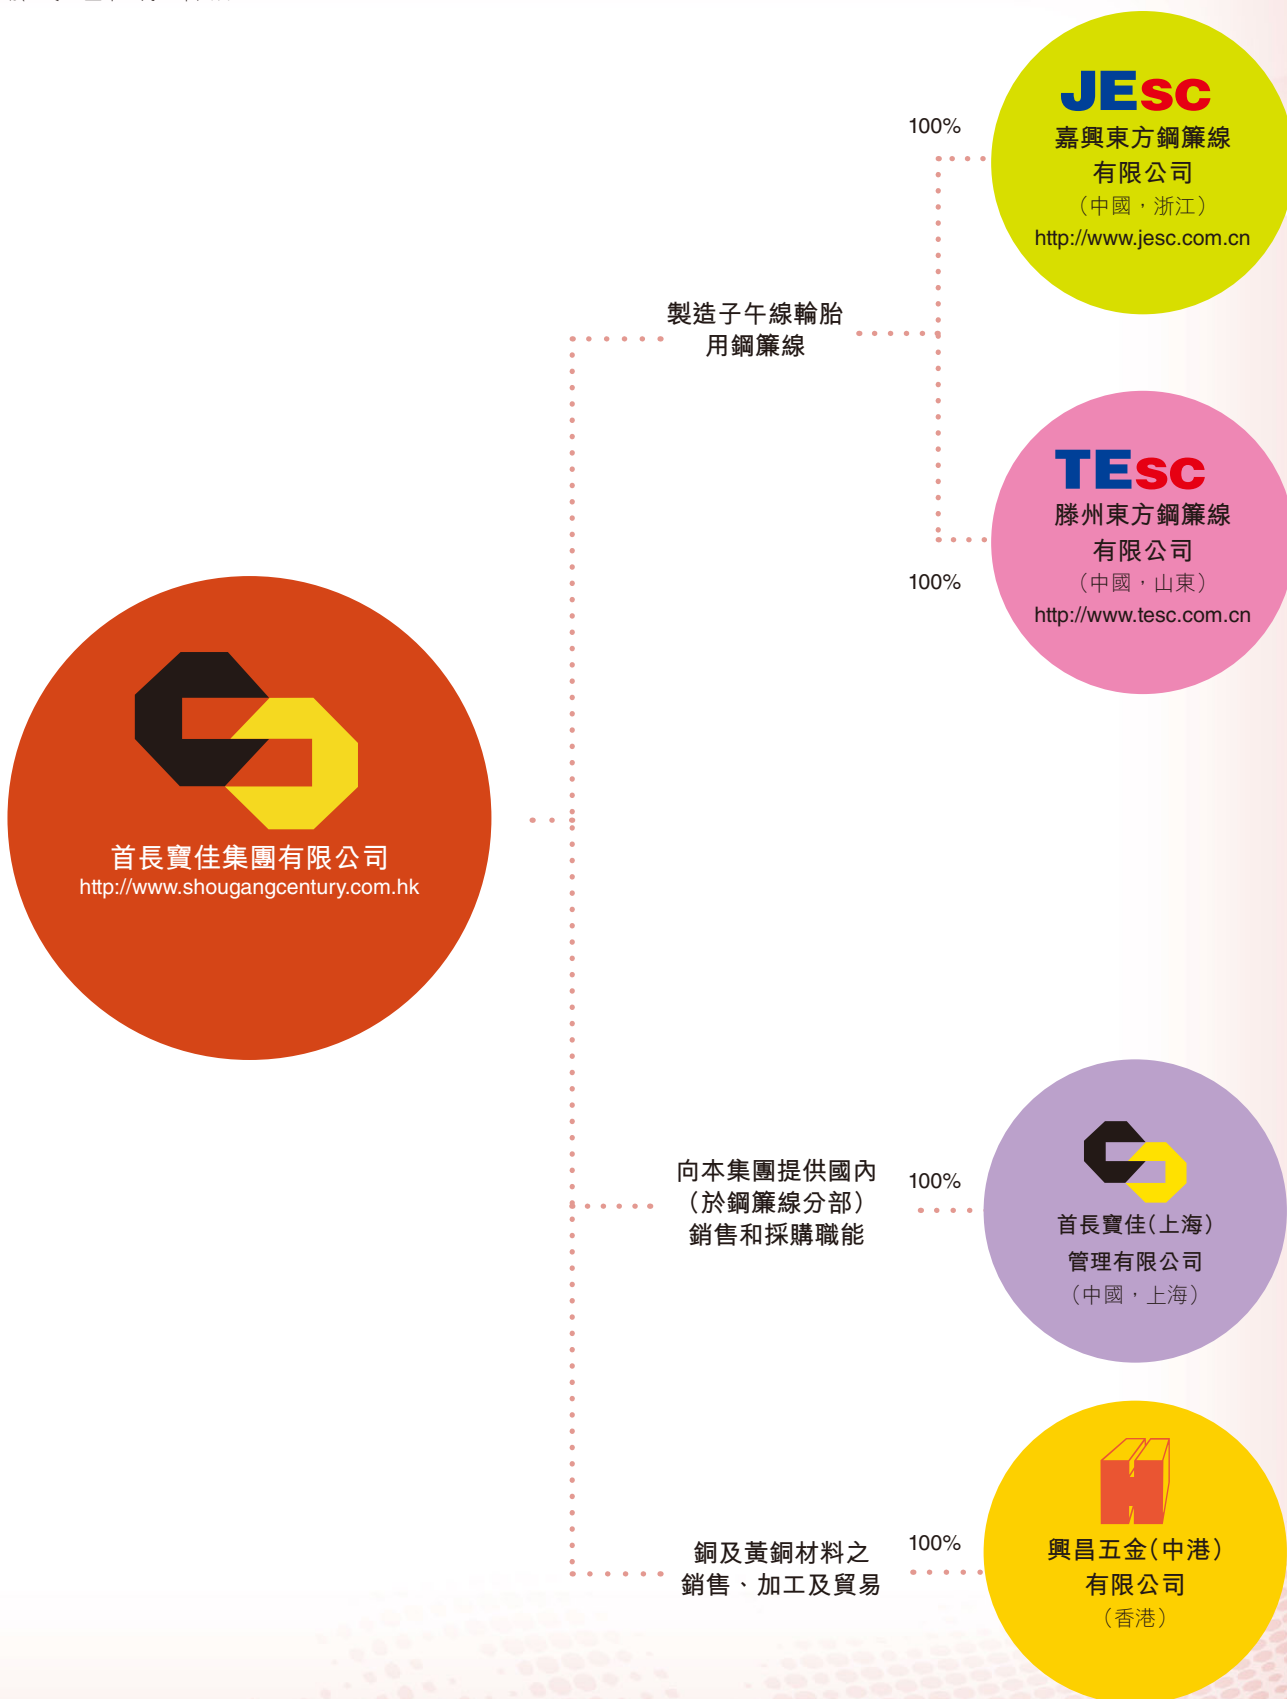 100%
JEsc
嘉興東方鋼簾線
有限公司
（中國，浙江）
http://www.jesc.com.cn
製造子午線輪胎
用鋼簾線
TEsc
滕州東方鋼簾線
有限公司
（中國，山東）
http://www.tesc.com.cn
100%
首長寶佳集團有限公司
http://www.shougangcentury.com.hk
向本集團提供國內
（於鋼簾線分部）
銷售和採購職能
100%
首長寶佳（上海）
管理有限公司
（中國，上海）
銅及黃銅材料之
銷售、加工及貿易
100%
興昌五金（中港）
有限公司
（香港）